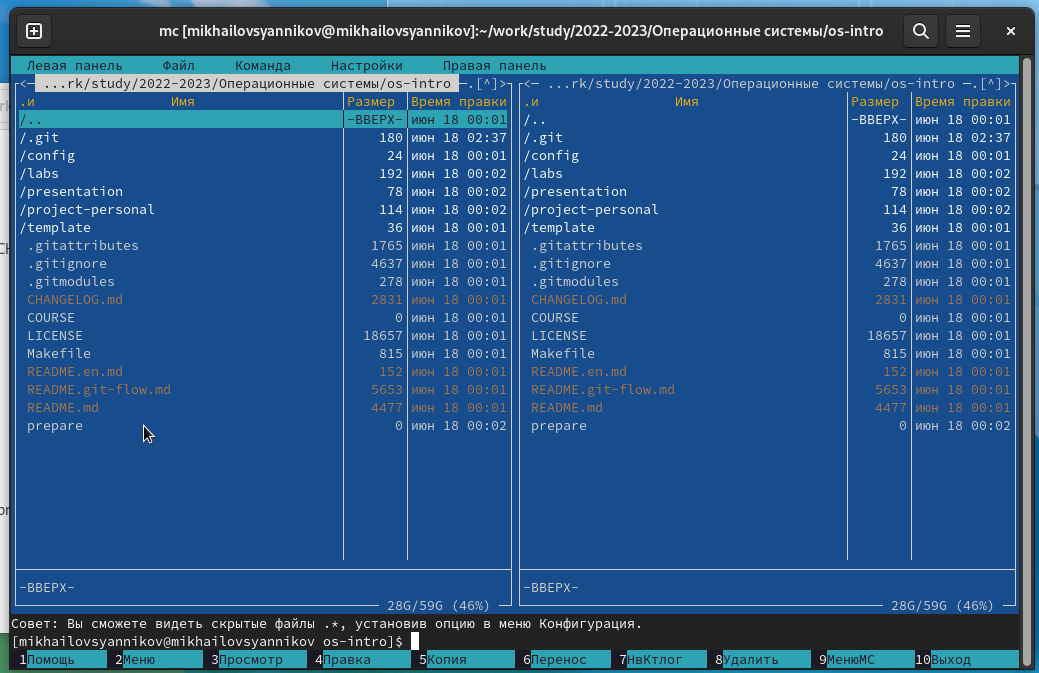 mc [mikhailovsyannikov@mikhailovsyannikov]:~/work/study/2022-2023/Операционные системы/os-intro
Левая панель Файл Команда Настройки Правая панель
<─ ...rk/study/2022-2023/Операционные системы/os-intro ─.[^]>
.и Имя Размер Время правки
/.. -ВВЕРХ- июн 18 00:01
/.git 180 июн 18 02:37
/config 24 июн 18 00:01
/labs 192 июн 18 00:02
/presentation 78 июн 18 00:02
/project-personal 114 июн 18 00:02
/template 36 июн 18 00:01
.gitattributes 1765 июн 18 00:01
.gitignore 4637 июн 18 00:01
.gitmodules 278 июн 18 00:01
CHANGELOG.md 2831 июн 18 00:01
COURSE 0 июн 18 00:01
LICENSE 18657 июн 18 00:01
Makefile 815 июн 18 00:01
README.en.md 152 июн 18 00:01
README.git-flow.md 5653 июн 18 00:01
README.md 4477 июн 18 00:01
prepare 0 июн 18 00:02
-ВВЕРХ-
28G/59G (46%)
<─ ...rk/study/2022-2023/Операционные системы/os-intro ─.[^]>
.и Имя Размер Время правки
/.. -ВВЕРХ- июн 18 00:01
/.git 180 июн 18 02:37
/config 24 июн 18 00:01
/labs 192 июн 18 00:02
/presentation 78 июн 18 00:02
/project-personal 114 июн 18 00:02
/template 36 июн 18 00:01
.gitattributes 1765 июн 18 00:01
.gitignore 4637 июн 18 00:01
.gitmodules 278 июн 18 00:01
CHANGELOG.md 2831 июн 18 00:01
COURSE 0 июн 18 00:01
LICENSE 18657 июн 18 00:01
Makefile 815 июн 18 00:01
README.en.md 152 июн 18 00:01
README.git-flow.md 5653 июн 18 00:01
README.md 4477 июн 18 00:01
prepare 0 июн 18 00:02
-ВВЕРХ-
28G/59G (46%)
Совет: Вы сможете видеть скрытые файлы .*, установив опцию в меню Конфигурация.
[mikhailovsyannikov@mikhailovsyannikov os-intro]$
1Помощь 2Меню 3Просмотр 4Правка 5Копия 6Перенос 7НвКтлог 8Удалить 9МенюMC 10Выход